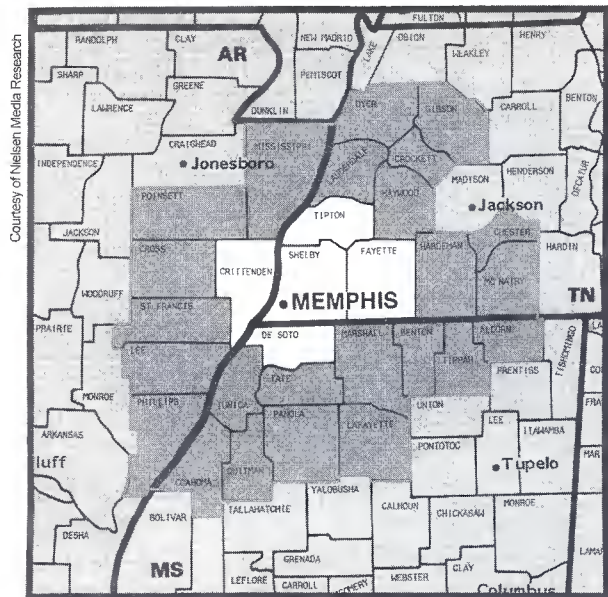 Courtesy of Nielsen Media Research
FULTON
RANDOLPH CLAY NEW MADRID LAKE OBION HENRY
AR WEAKLEY
SHARP GREENE PEMISCOT
DYER GIBSON BENTON
LAWRENCE DUNKLIN CARROLL
CRAIGHEAD MISSISSIPPI CROCKETT
INDEPENDENCE Jonesboro LAUDERDALE MADISON HENDERSON DECATUR
HAYWOOD
POINSETT Jackson
TIPTON
JACKSON CHESTER
CROSS SHELBY FAYETTE HARDEMAN HARDIN
CRITTENDEN
WOODRUFF MC NAIRY
ST. FRANCIS MEMPHIS TN
PRAIRIE DE SOTO MARSHALL BENTON ALCORN
LEE TIPPAH TISHOMINGO
TATE PRENTISS
MONROE PHILLIPS TUNICA
PANOLA UNION LEE ITAWAMBA
ARKANSAS LAFAYETTE
PONTOTOC
luff COAHOMA QUITMAN Tupelo
YALOBUSHA
BOLIVAR TALLAHATCHIE CALHOUN MONROE
CHICKASAW
DESHA GRENADA
MS CLAY
LEFLORE CARROLL WEBSTER
Columbus